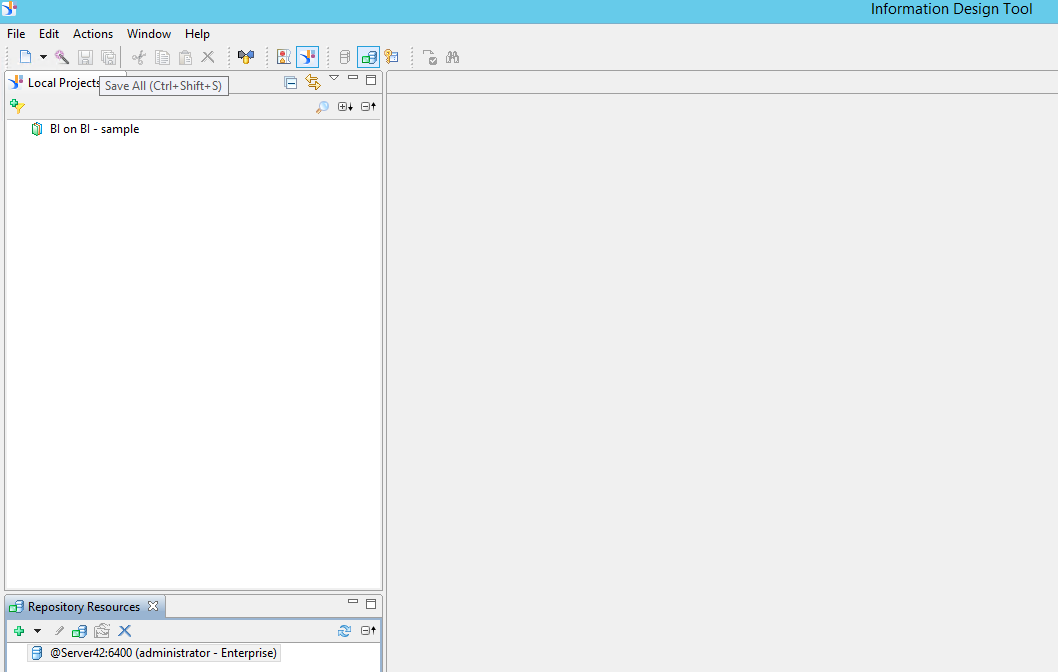 Information Design Tool
File Edit Actions Window Help
Local Projects
Save All (Ctrl+Shift+S)
BI on BI - sample
Repository Resources
@Server42:6400 (administrator - Enterprise)